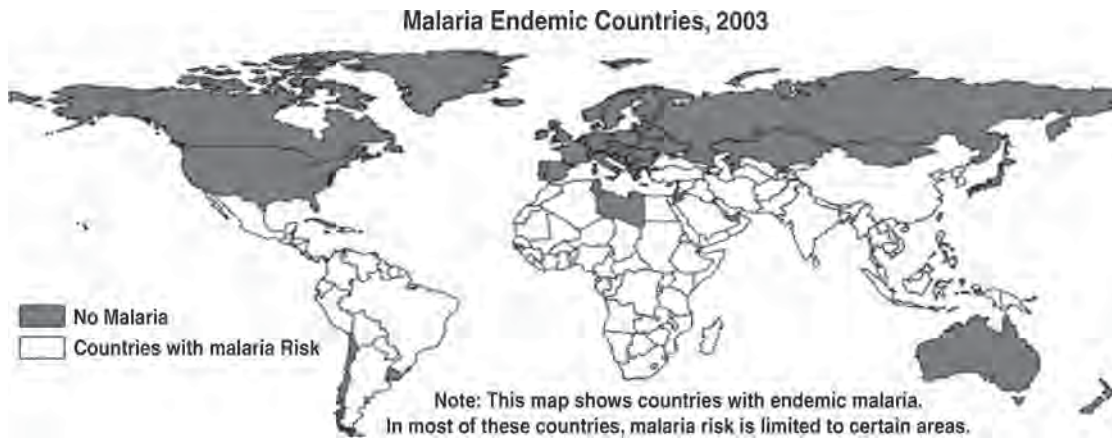 Malaria Endemic Countries, 2003
No Malaria
Countries with malaria Risk
Note: This map shows countries with endemic malaria.
In most of these countries, malaria risk is limited to certain areas.